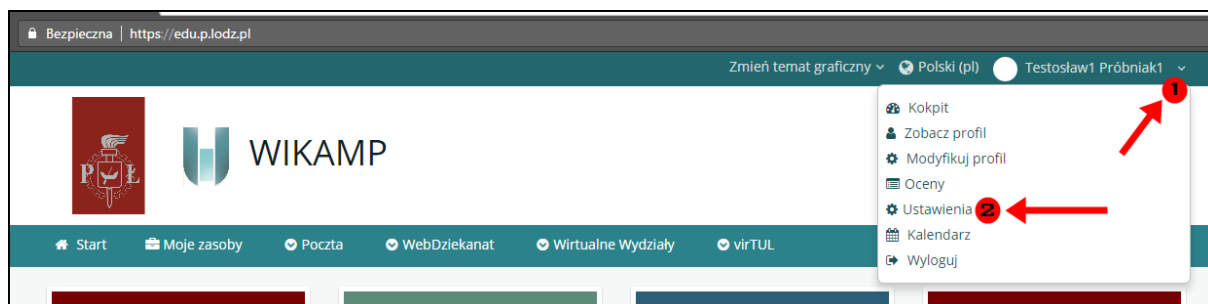 Bezpieczna | https://edu.p.lodz.pl
Zmień temat graficzny Polski (pl) Testosław1 Próbniak1
1
Kokpit
Zobacz profil
Modyfikuj profil
Oceny
Ustawienia 2
Kalendarz
Wyloguj
P Ł
WIKAMP
Start Moje zasoby Poczta WebDziekanat Wirtualne Wydziały virTUL